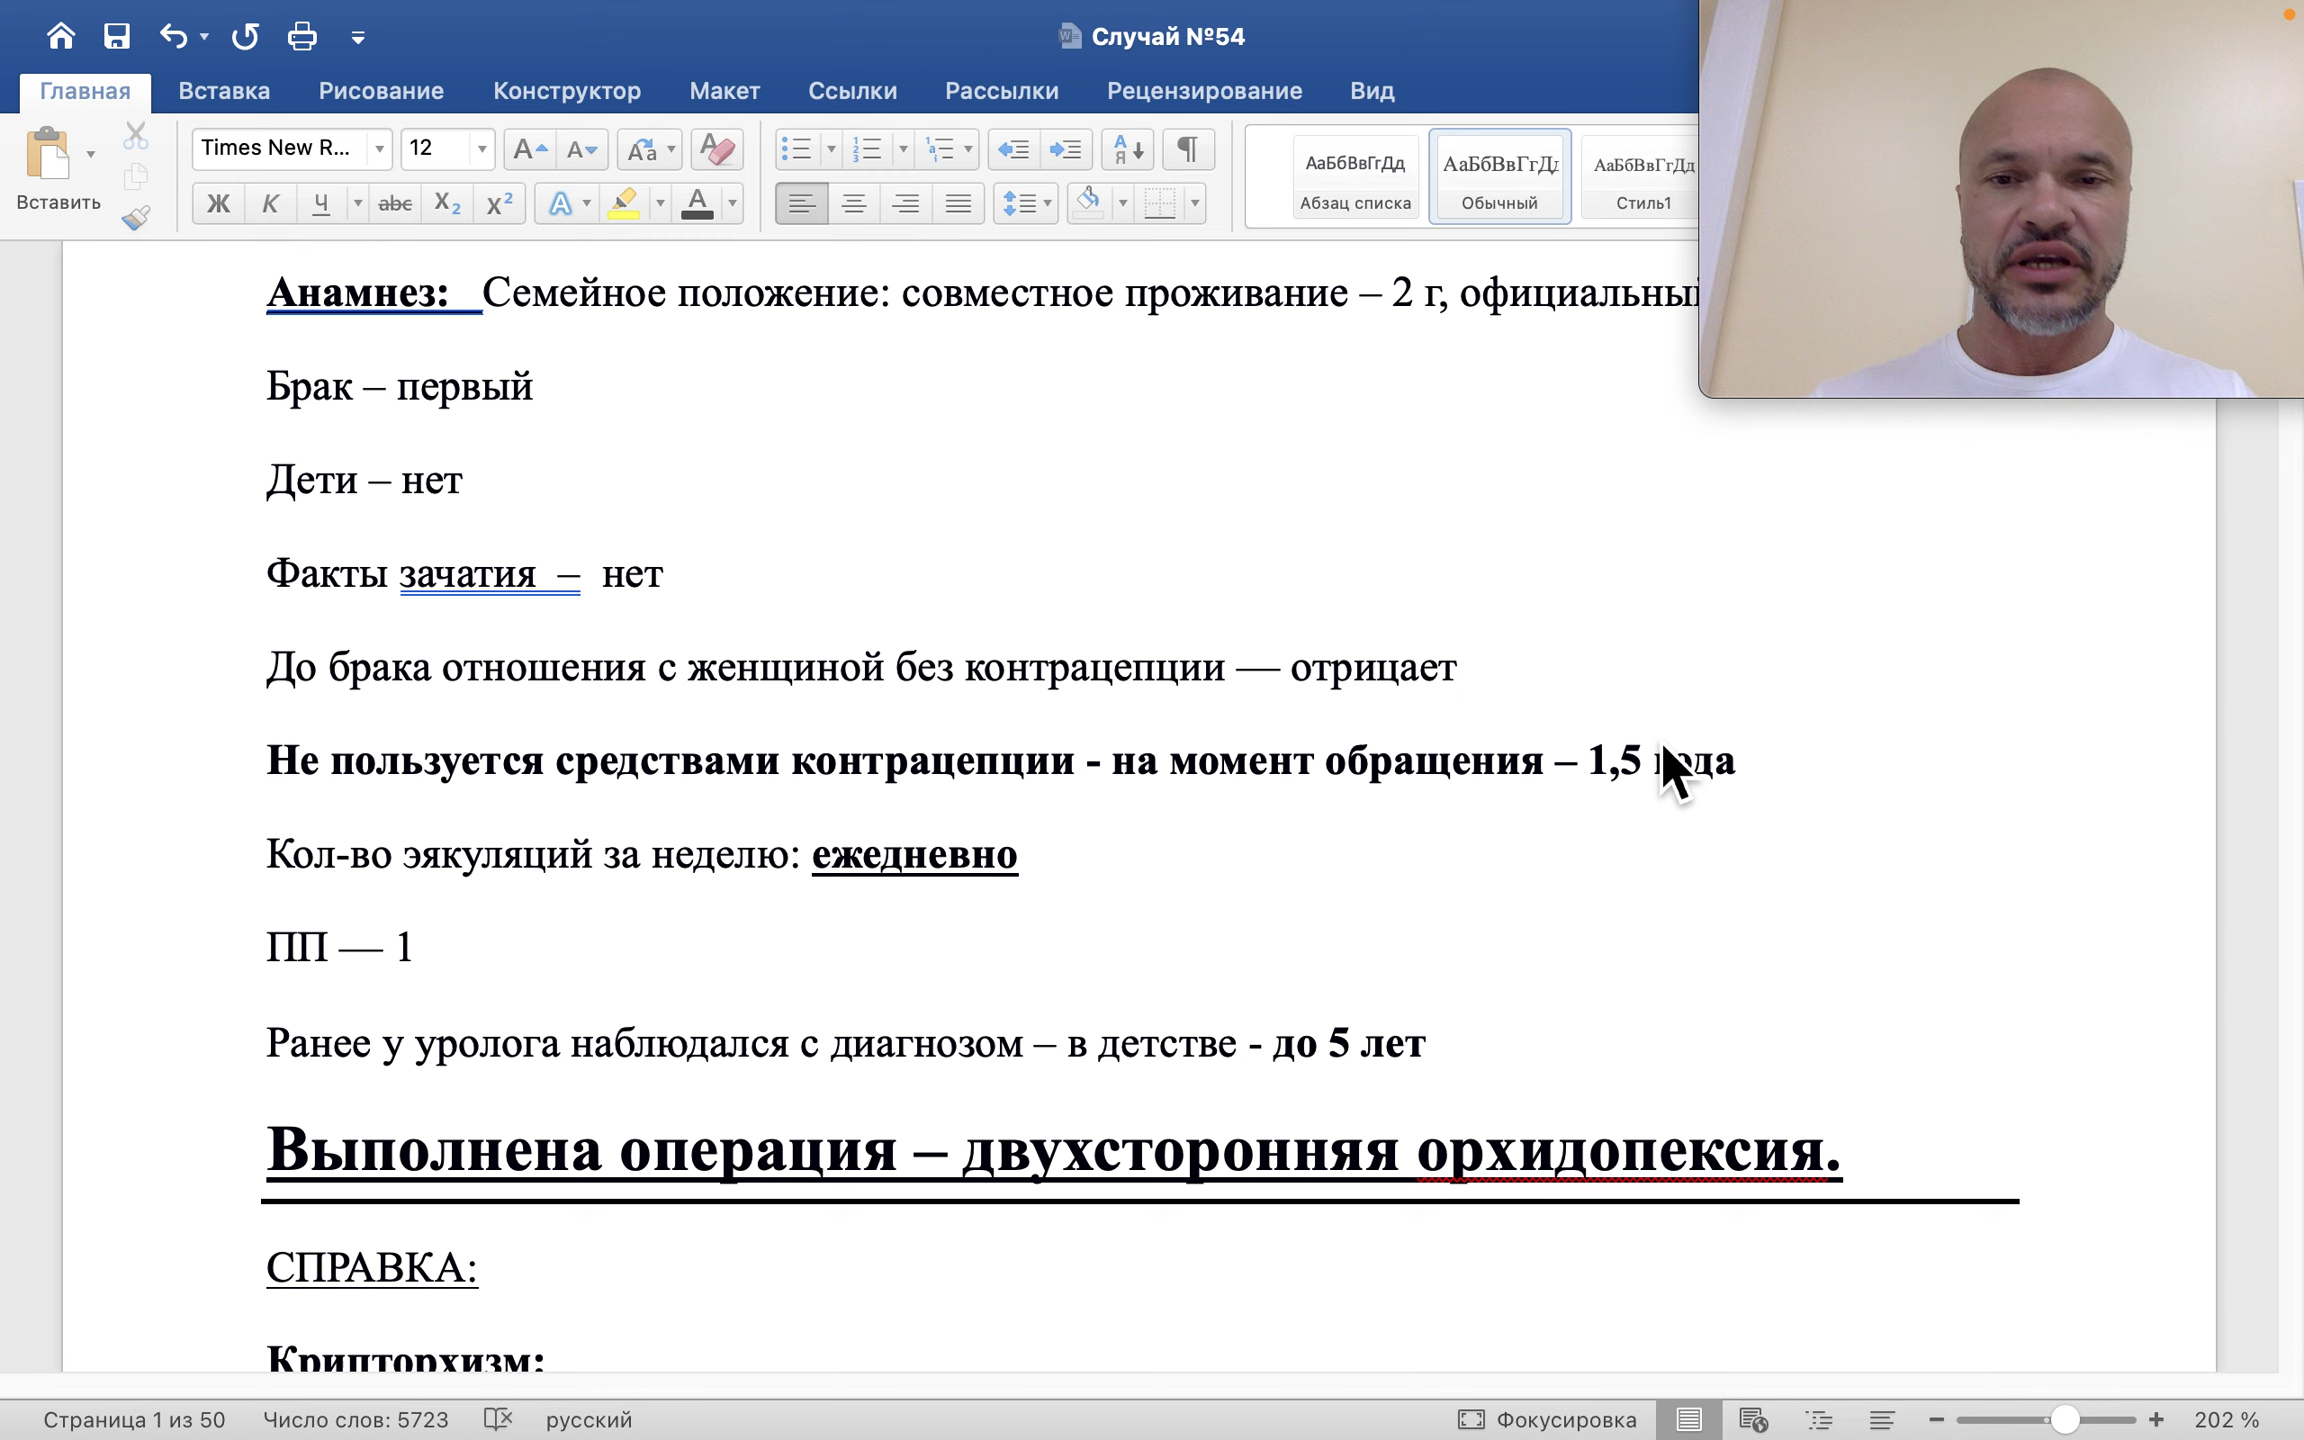 Случай №54
Главная Вставка Рисование Конструктор Макет Ссылки Рассылки Рецензирование Вид
Вставить
Times New R... 12
Ж К Ч abc X₂ X²
АаБбВвГгДд АаБбВвГгДд АаБбВвГгДд
Абзац списка Обычный Стиль1
Анамнез: Семейное положение: совместное проживание – 2 г,
Брак – первый
Дети – нет
Факты зачатия – нет
До брака отношения с женщиной без контрацепции — отрицает
Не пользуется средствами контрацепции - на момент обращения – 1,5 года
Кол-во эякуляций за неделю: ежедневно
ПП — 1
Ранее у уролога наблюдался с диагнозом – в детстве - до 5 лет
Выполнена операция – двухсторонняя орхидопексия.
СПРАВКА:
Крипторхизм:
Страница 1 из 50 Число слов: 5723 русский Фокусировка 202 %